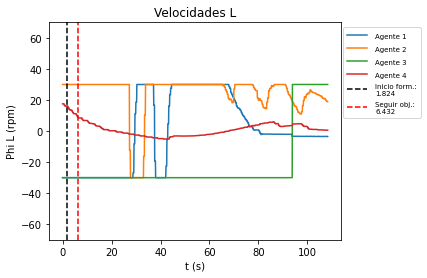 Velocidades L
Phi L (rpm)
60
40
20
0
−20
−40
−60
0
20
40
60
80
100
t (s)
Agente 1
Agente 2
Agente 3
Agente 4
Inicio form.:
1.824
Seguir obj.:
6.432